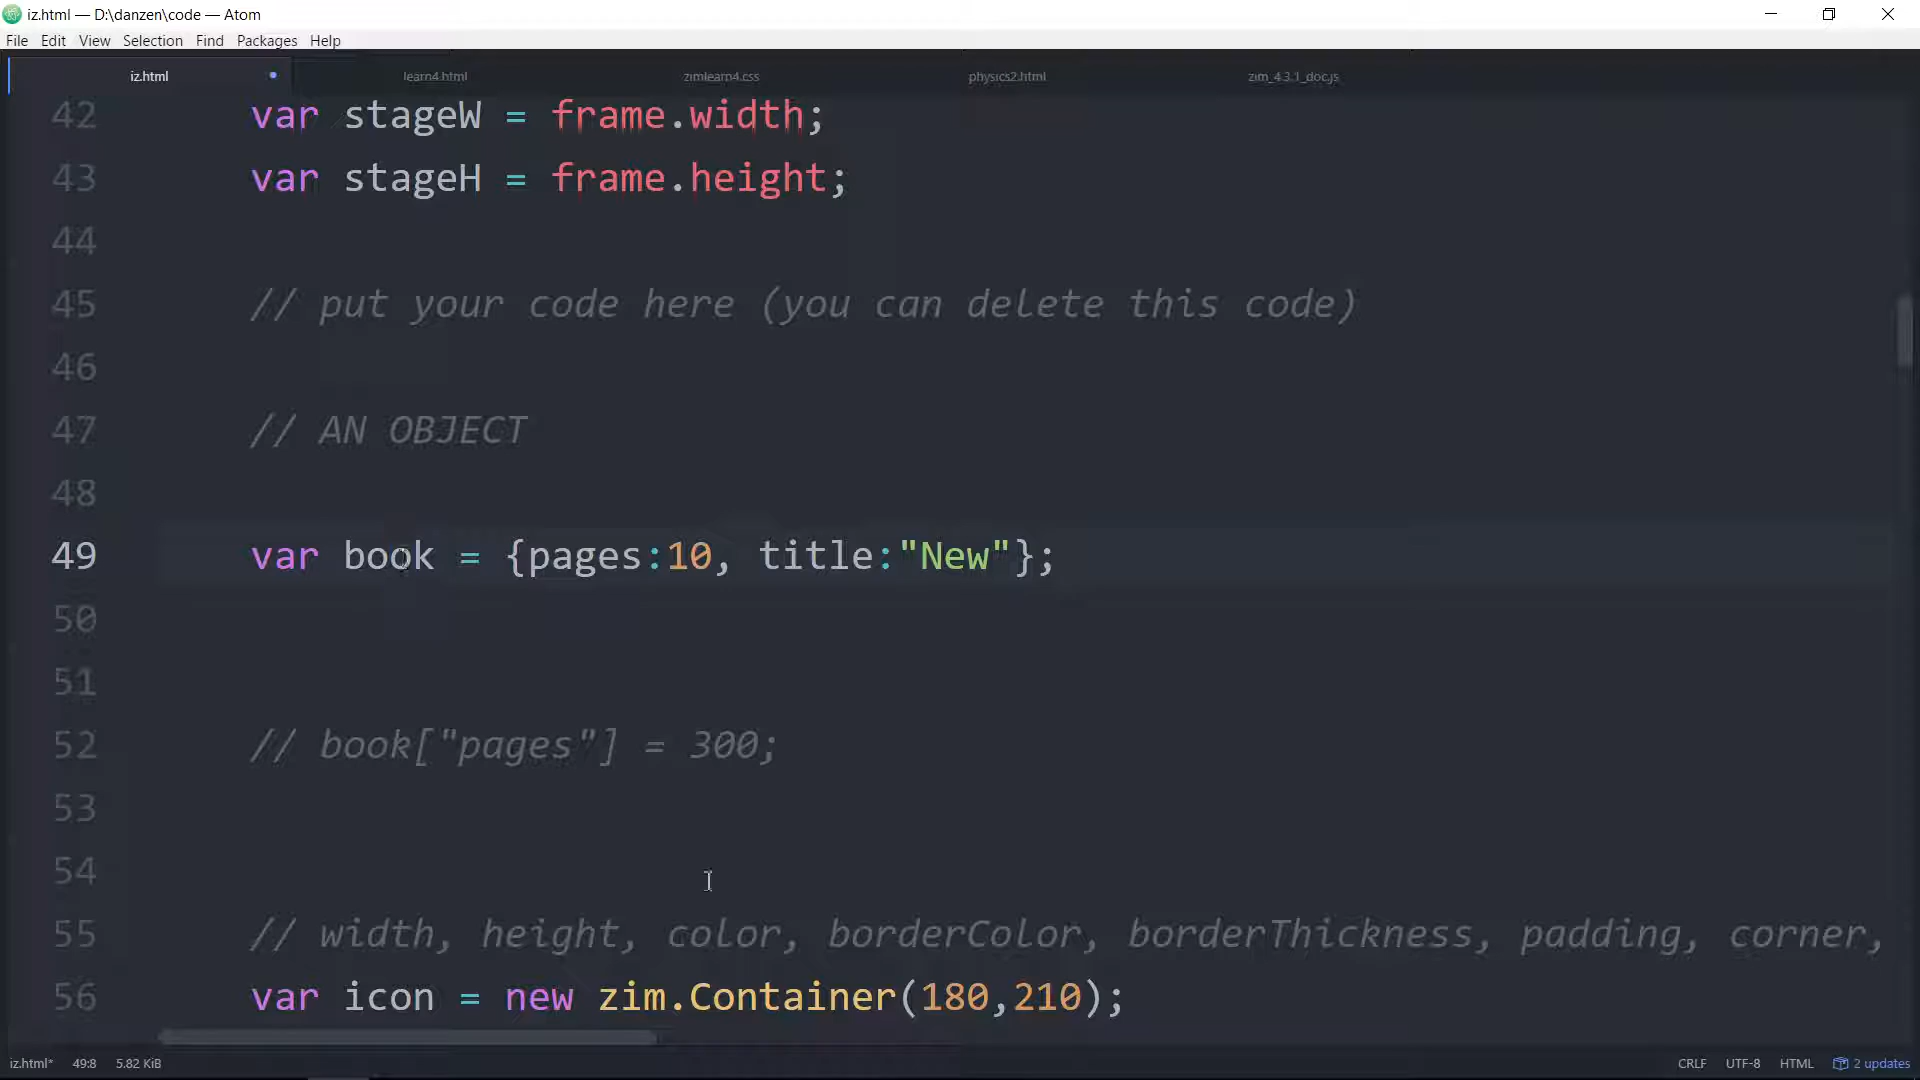 iz.html — D:\danzen\code — Atom
File Edit View Selection Find Packages Help
iz.html learn4.html zimlearn4.css physics2.html zim_4.3.1_doc.js
42 var stageW = frame.width;
43 var stageH = frame.height;
44
45 // put your code here (you can delete this code)
46
47 // AN OBJECT
48
49 var book = {pages:10, title:"New"};
50
51
52 // book["pages"] = 300;
53
54
55 // width, height, color, borderColor, borderThickness, padding, corner,
56 var icon = new zim.Container(180,210);
iz.html* 49:8 5.82 KiB CRLF UTF-8 HTML 2 updates